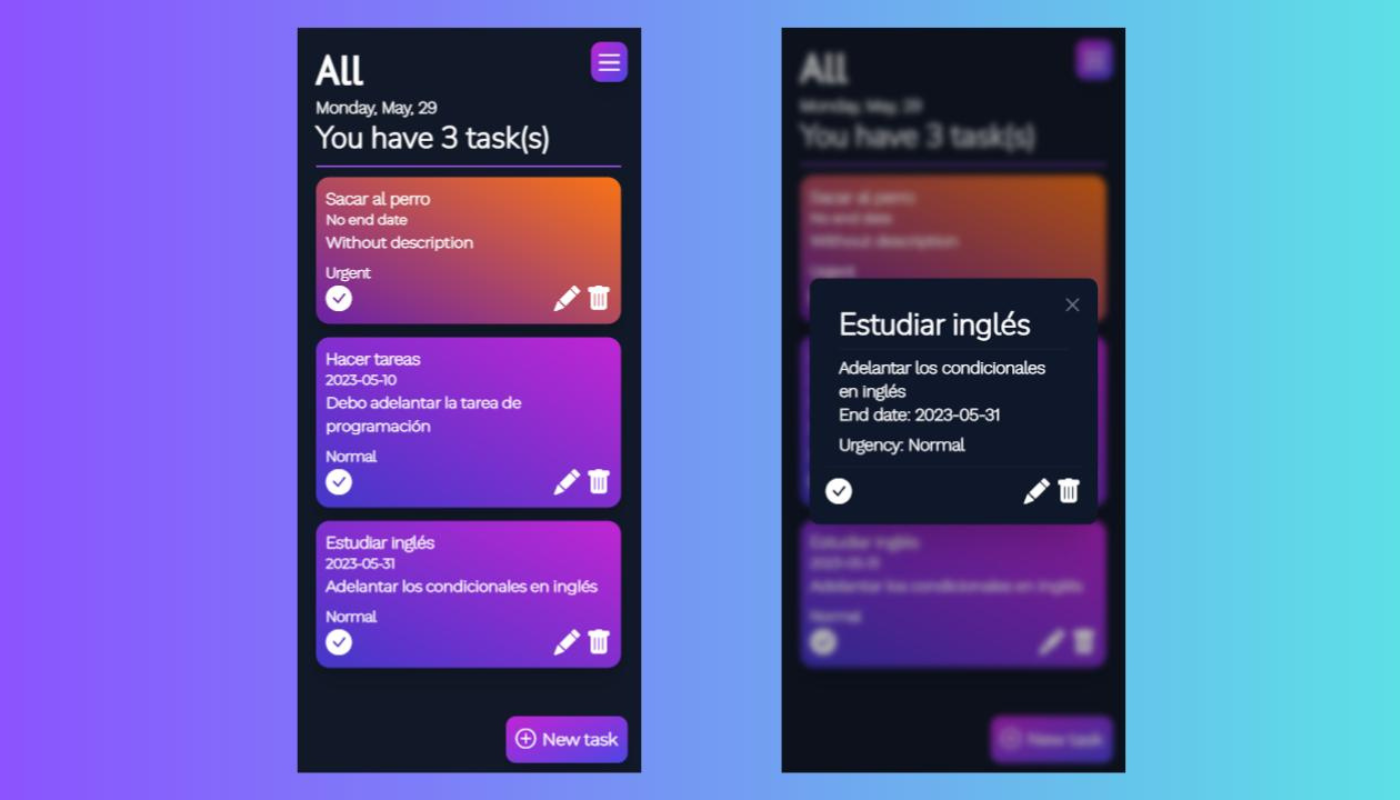 All
Monday, May, 29
You have 3 task(s)
Sacar al perro
No end date
Without description
Urgent
Hacer tareas
2023-05-10
Debo adelantar la tarea de
programación
Normal
Estudiar inglés
2023-05-31
Adelantar los condicionales en inglés
Normal
New task
All
Monday, May, 29
You have 3 task(s)
Sacar al perro
No end date
Without description
Urgent
Estudiar inglés
Adelantar los condicionales
en inglés
End date: 2023-05-31
Urgency: Normal
Estudiar inglés
2023-05-31
Adelantar los condicionales en inglés
Normal
New task